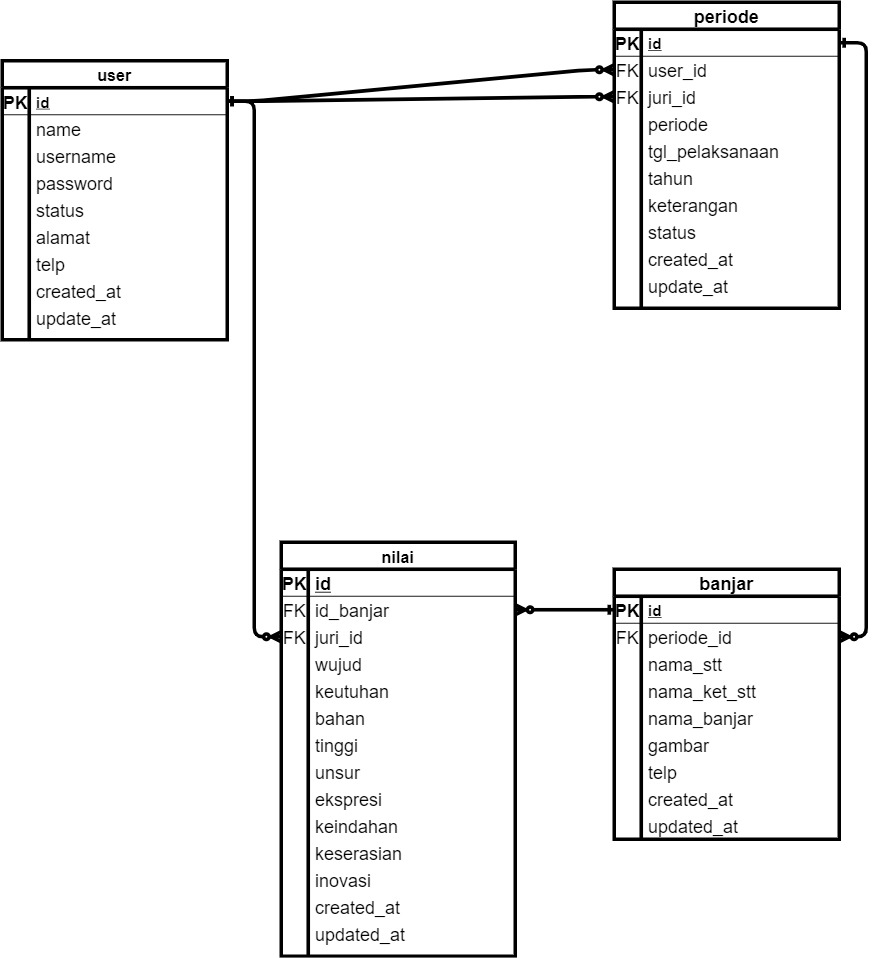 user
PK id
name
username
password
status
alamat
telp
created_at
update_at
periode
PK id
FK user_id
FK juri_id
periode
tgl_pelaksanaan
tahun
keterangan
status
created_at
update_at
nilai
PK id
FK id_banjar
FK juri_id
wujud
keutuhan
bahan
tinggi
unsur
ekspresi
keindahan
keserasian
inovasi
created_at
updated_at
banjar
PK id
FK periode_id
nama_stt
nama_ket_stt
nama_banjar
gambar
telp
created_at
updated_at